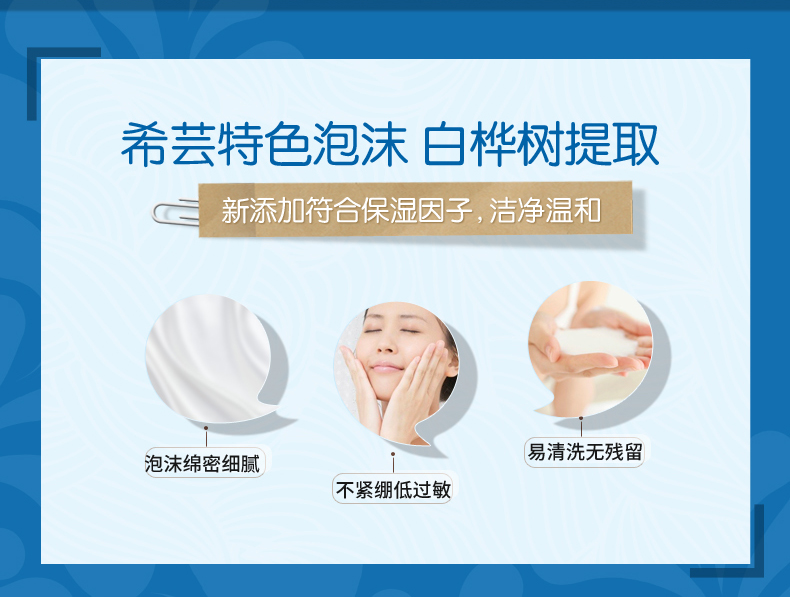 希芸特色泡沫 白桦树提取
新添加符合保湿因子，洁净温和
泡沫绵密细腻
不紧绷低过敏
易清洗无残留